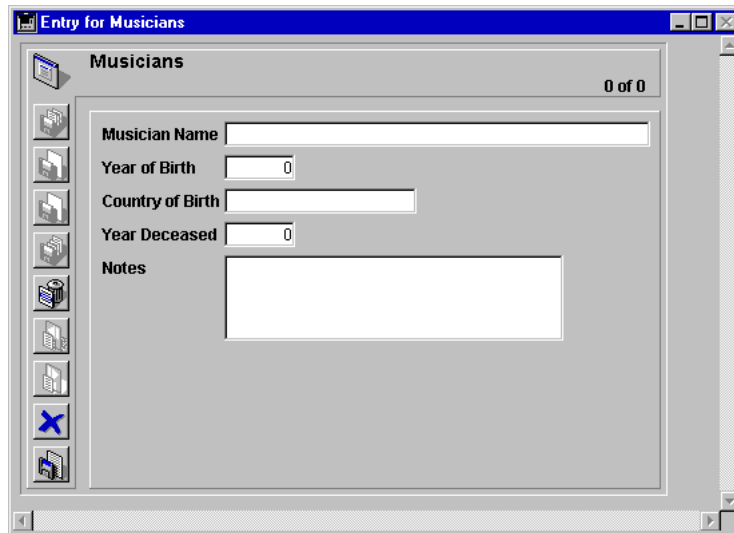 Entry for Musicians
Musicians
0 of 0
Musician Name
Year of Birth 0
Country of Birth
Year Deceased 0
Notes